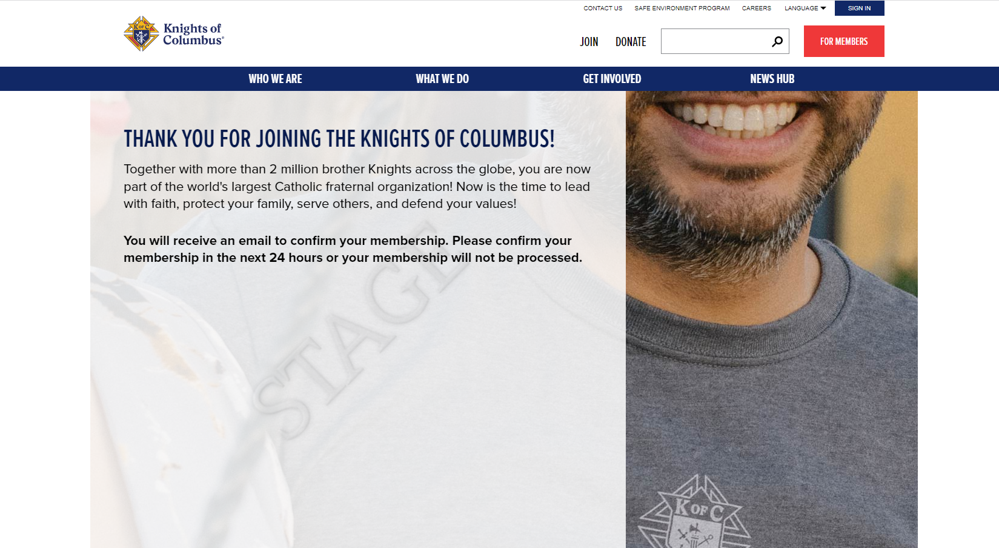 CONTACT US SAFE ENVIRONMENT PROGRAM CAREERS LANGUAGE SIGN IN
K OF C
Knights of
Columbus®
JOIN DONATE FOR MEMBERS
WHO WE ARE WHAT WE DO GET INVOLVED NEWS HUB
THANK YOU FOR JOINING THE KNIGHTS OF COLUMBUS!
Together with more than 2 million brother Knights across the globe, you are now
part of the world's largest Catholic fraternal organization! Now is the time to lead
with faith, protect your family, serve others, and defend your values!
You will receive an email to confirm your membership. Please confirm your
membership in the next 24 hours or your membership will not be processed.
STAGE
K OF C